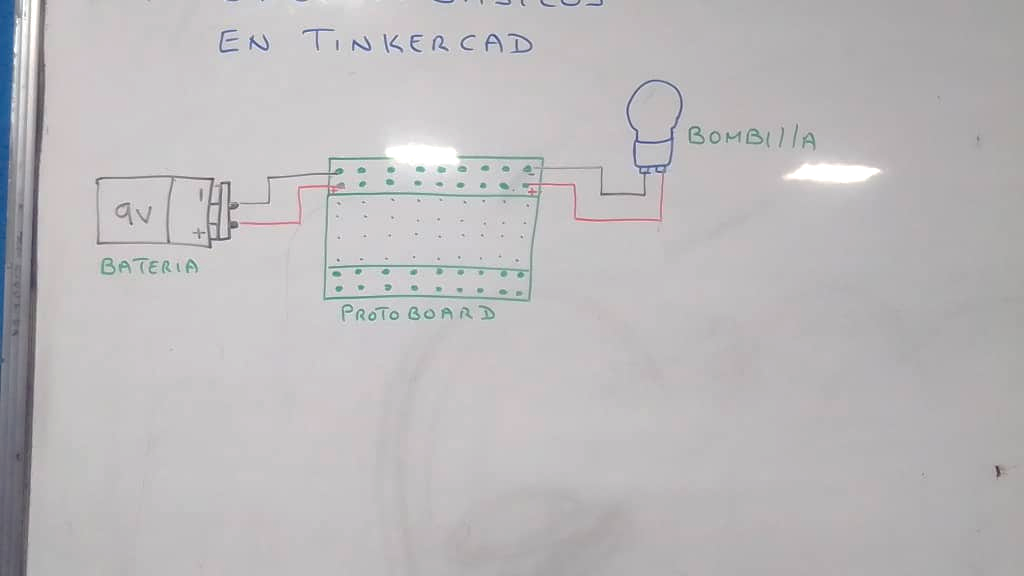 EN TINKERCAD
BOMBIllA
9V
-
+
-
+
+
BATERIA
PROTOBOARD